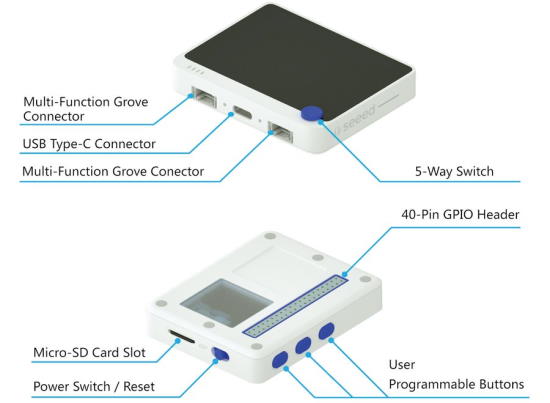 Multi-Function Grove
Connector
USB Type-C Connector
Multi-Function Grove Conector
seeed
5-Way Switch
40-Pin GPIO Header
Micro-SD Card Slot
Power Switch / Reset
User
Programmable Buttons